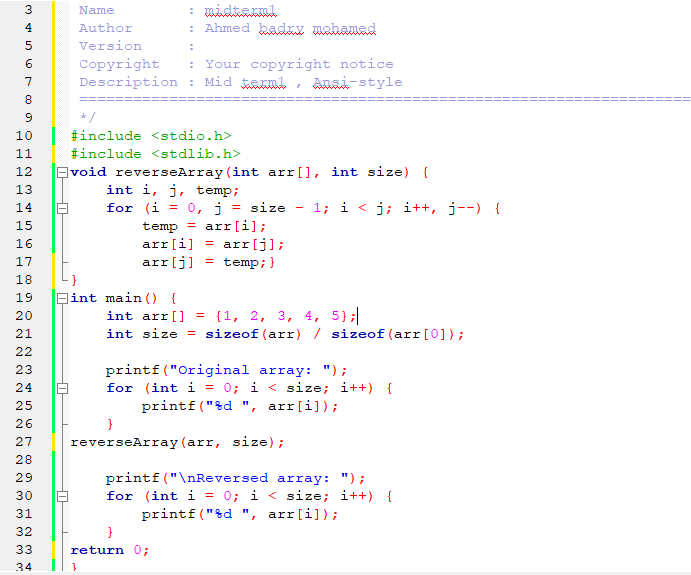 3 Name        : midterm1
4 Author      : Ahmed badry mohamed
5 Version     :
6 Copyright   : Your copyright notice
7 Description : Mid term1 , Ansi-style
8 =====================================================================
9 */
10 #include <stdio.h>
11 #include <stdlib.h>
12 void reverseArray(int arr[], int size) {
13     int i, j, temp;
14     for (i = 0, j = size - 1; i < j; i++, j--) {
15         temp = arr[i];
16         arr[i] = arr[j];
17         arr[j] = temp;}
18 }
19 int main() {
20     int arr[] = {1, 2, 3, 4, 5};
21     int size = sizeof(arr) / sizeof(arr[0]);
22
23     printf("Original array: ");
24     for (int i = 0; i < size; i++) {
25         printf("%d ", arr[i]);
26     }
27 reverseArray(arr, size);
28
29     printf("\nReversed array: ");
30     for (int i = 0; i < size; i++) {
31         printf("%d ", arr[i]);
32     }
33 return 0;
34 }